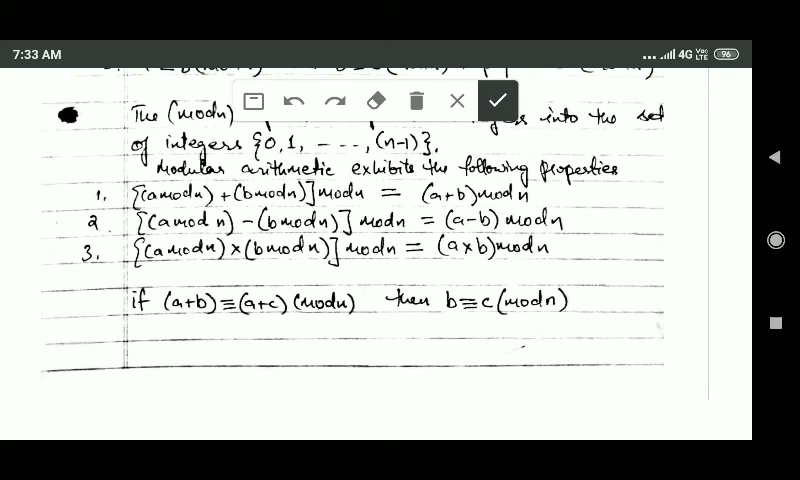 7:33 AM
4G Vo) LTE 96
The (mod n) into the set
of integers {0, 1, - - - -, (n-1)}.
Modular arithmetic exhibits the following properties
1. [(a mod n) + (b mod n)] mod n = (a+b) mod n
2 [(a mod n) - (b mod n)] mod n = (a-b) mod n
3. [(a mod n) x (b mod n)] mod n = (a x b) mod n
if (a+b) ≡ (a+c) (mod n) then b ≡ c (mod n)